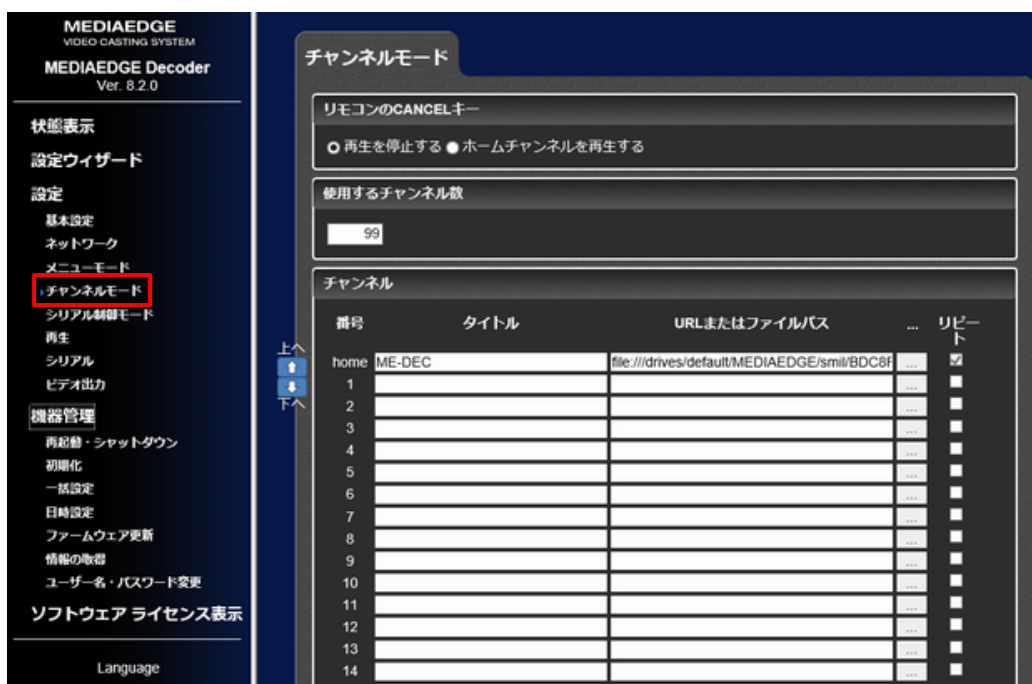 MEDIAEDGE
VIDEO CASTING SYSTEM
MEDIAEDGE Decoder
Ver. 8.2.0
状態表示
設定ウィザード
設定
基本設定
ネットワーク
メニューモード
チャンネルモード
シリアル制御モード
再生
シリアル
ビデオ出力
機器管理
再起動・シャットダウン
初期化
一括設定
日時設定
ファームウェア更新
情報の取得
ユーザー名・パスワード変更
ソフトウェア ライセンス表示
Language
チャンネルモード
リモコンのCANCELキー
再生を停止する ホームチャンネルを再生する
使用するチャンネル数
99
チャンネル
番号 タイトル URLまたはファイルパス ... リピート
上へ
下へ
home ME-DEC file:///drives/default/MEDIAEDGE/smil/BDC8F ...
1 ...
2 ...
3 ...
4 ...
5 ...
6 ...
7 ...
8 ...
9 ...
10 ...
11 ...
12 ...
13 ...
14 ...